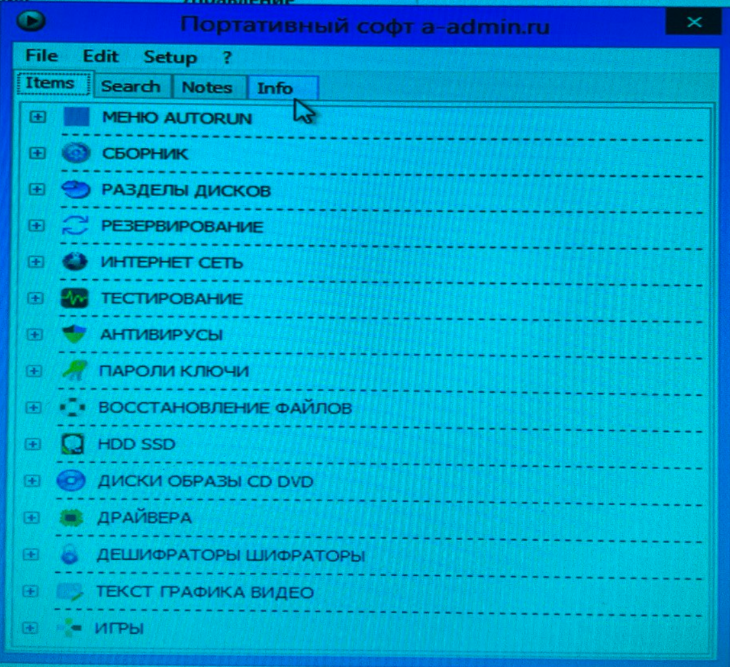 Портативный софт a-admin.ru
File Edit Setup ?
Items Search Notes Info
МЕНЮ AUTORUN
СБОРНИК
РАЗДЕЛЫ ДИСКОВ
РЕЗЕРВИРОВАНИЕ
ИНТЕРНЕТ СЕТЬ
ТЕСТИРОВАНИЕ
АНТИВИРУСЫ
ПАРОЛИ КЛЮЧИ
ВОССТАНОВЛЕНИЕ ФАЙЛОВ
HDD SSD
ДИСКИ ОБРАЗЫ CD DVD
ДРАЙВЕРА
ДЕШИФРАТОРЫ ШИФРАТОРЫ
ТЕКСТ ГРАФИКА ВИДЕО
ИГРЫ